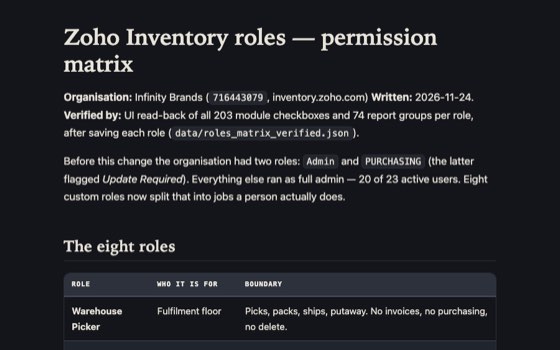 Zoho Inventory roles — permission
matrix
Organisation: Infinity Brands ( 716443079 , inventory.zoho.com) Written: 2026-11-24.
Verified by: UI read-back of all 203 module checkboxes and 74 report groups per role,
after saving each role ( data/roles_matrix_verified.json ).
Before this change the organisation had two roles: Admin and PURCHASING (the latter
flagged Update Required). Everything else ran as full admin — 20 of 23 active users. Eight
custom roles now split that into jobs a person actually does.
The eight roles
ROLE WHO IT IS FOR BOUNDARY
Warehouse Fulfilment floor Picks, packs, ships, putaway. No invoices, no purchasing,
Picker no delete.